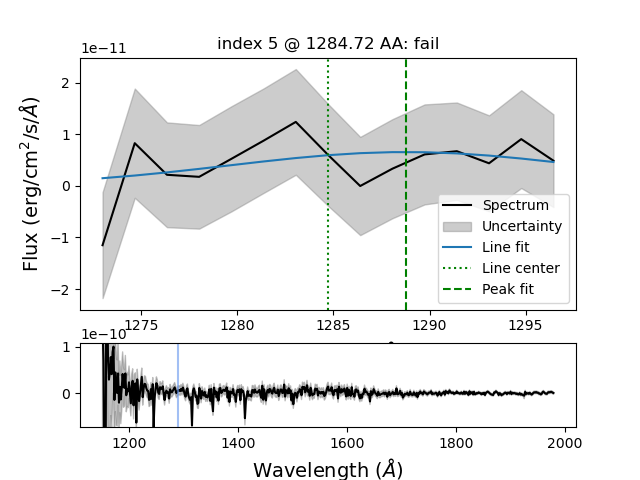 index 5 @ 1284.72 AA: fail
1e−11
2
1
0
−1
−2
Flux (erg/cm²/s/Å)
Spectrum
Uncertainty
Line fit
Line center
Peak fit
1275 1280 1285 1290 1295
1e−10
1
0
1200 1400 1600 1800 2000
Wavelength (Å)